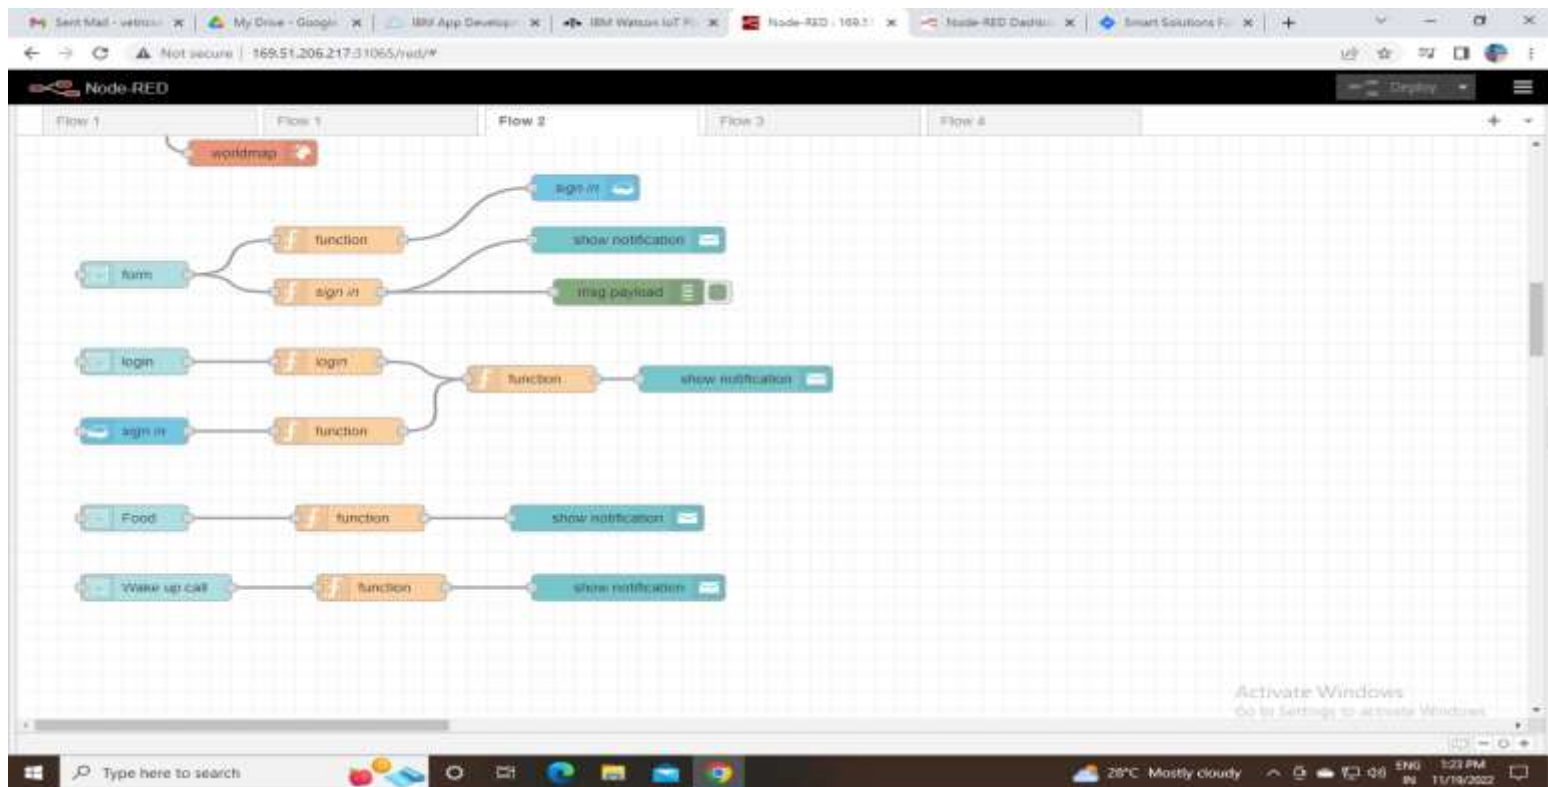 Sent Mail - vetrios
My Drive - Google
IBM App Develop
IBM Watson IoT P
Node-RED : 169.5
Node-RED Dashb
Smart Solutions F
Not secure | 169.51.206.217:31065/red/#
Node-RED
Deploy
Flow 1
Flow 1
Flow 2
Flow 3
Flow 4
worldmap
sign in
function
show notification
form
sign in
msg.payload
login
login
function
show notification
sign in
function
Food
function
show notification
Wake up call
function
show notification
Activate Windows
Go to Settings to activate Windows.
Type here to search
28°C Mostly cloudy
ENG
IN
1:23 PM
11/19/2022